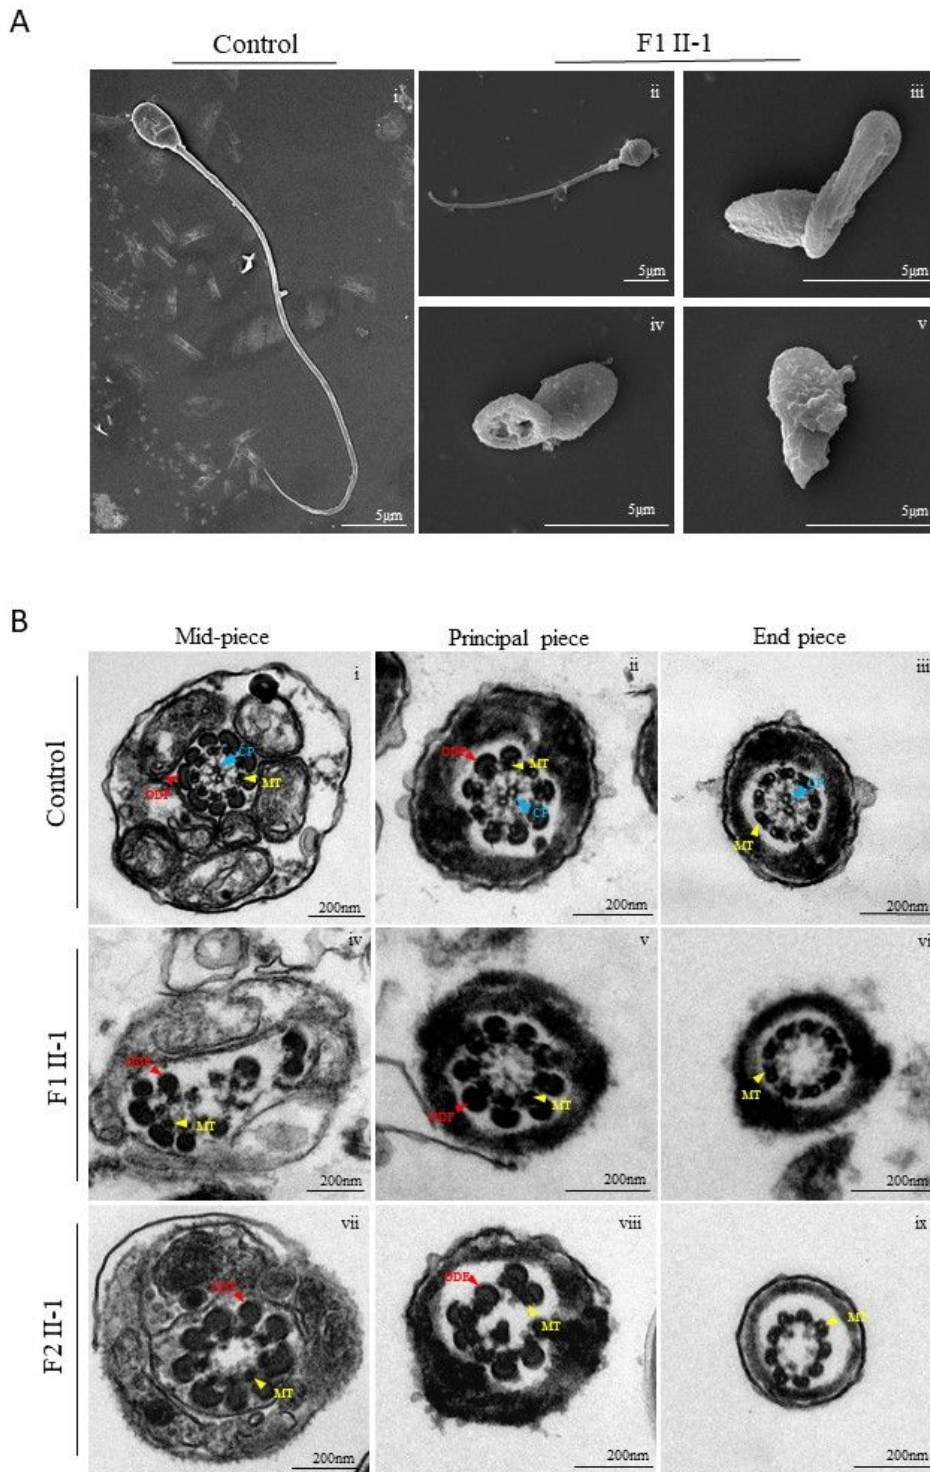 A
Control
F1 II-1
i
ii
iii
5μm
5μm
iv
v
5μm
5μm
5μm
B
Mid-piece
Principal piece
End piece
Control
i
CP
MT
ODF
200nm
ii
ODF
MT
CP
200nm
iii
CP
MT
200nm
F1 II-1
iv
ODF
MT
200nm
v
MT
ODF
200nm
vi
MT
200nm
F2 II-1
vii
ODF
MT
200nm
viii
ODF
MT
200nm
ix
MT
200nm